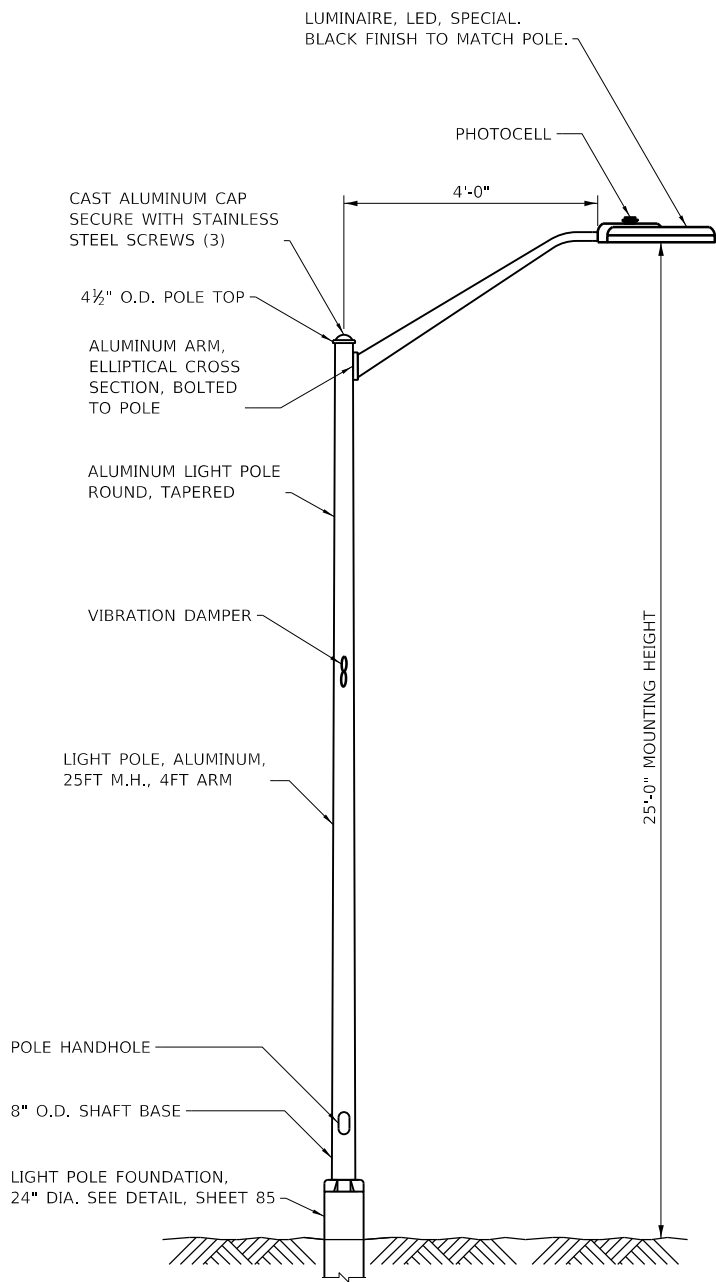 LUMINAIRE, LED, SPECIAL.
BLACK FINISH TO MATCH POLE.
PHOTOCELL
4'-0"
CAST ALUMINUM CAP
SECURE WITH STAINLESS
STEEL SCREWS (3)
4½" O.D. POLE TOP
ALUMINUM ARM,
ELLIPTICAL CROSS
SECTION, BOLTED
TO POLE
ALUMINUM LIGHT POLE
ROUND, TAPERED
VIBRATION DAMPER
25'-0" MOUNTING HEIGHT
LIGHT POLE, ALUMINUM,
25FT M.H., 4FT ARM
POLE HANDHOLE
8" O.D. SHAFT BASE
LIGHT POLE FOUNDATION,
24" DIA. SEE DETAIL, SHEET 85